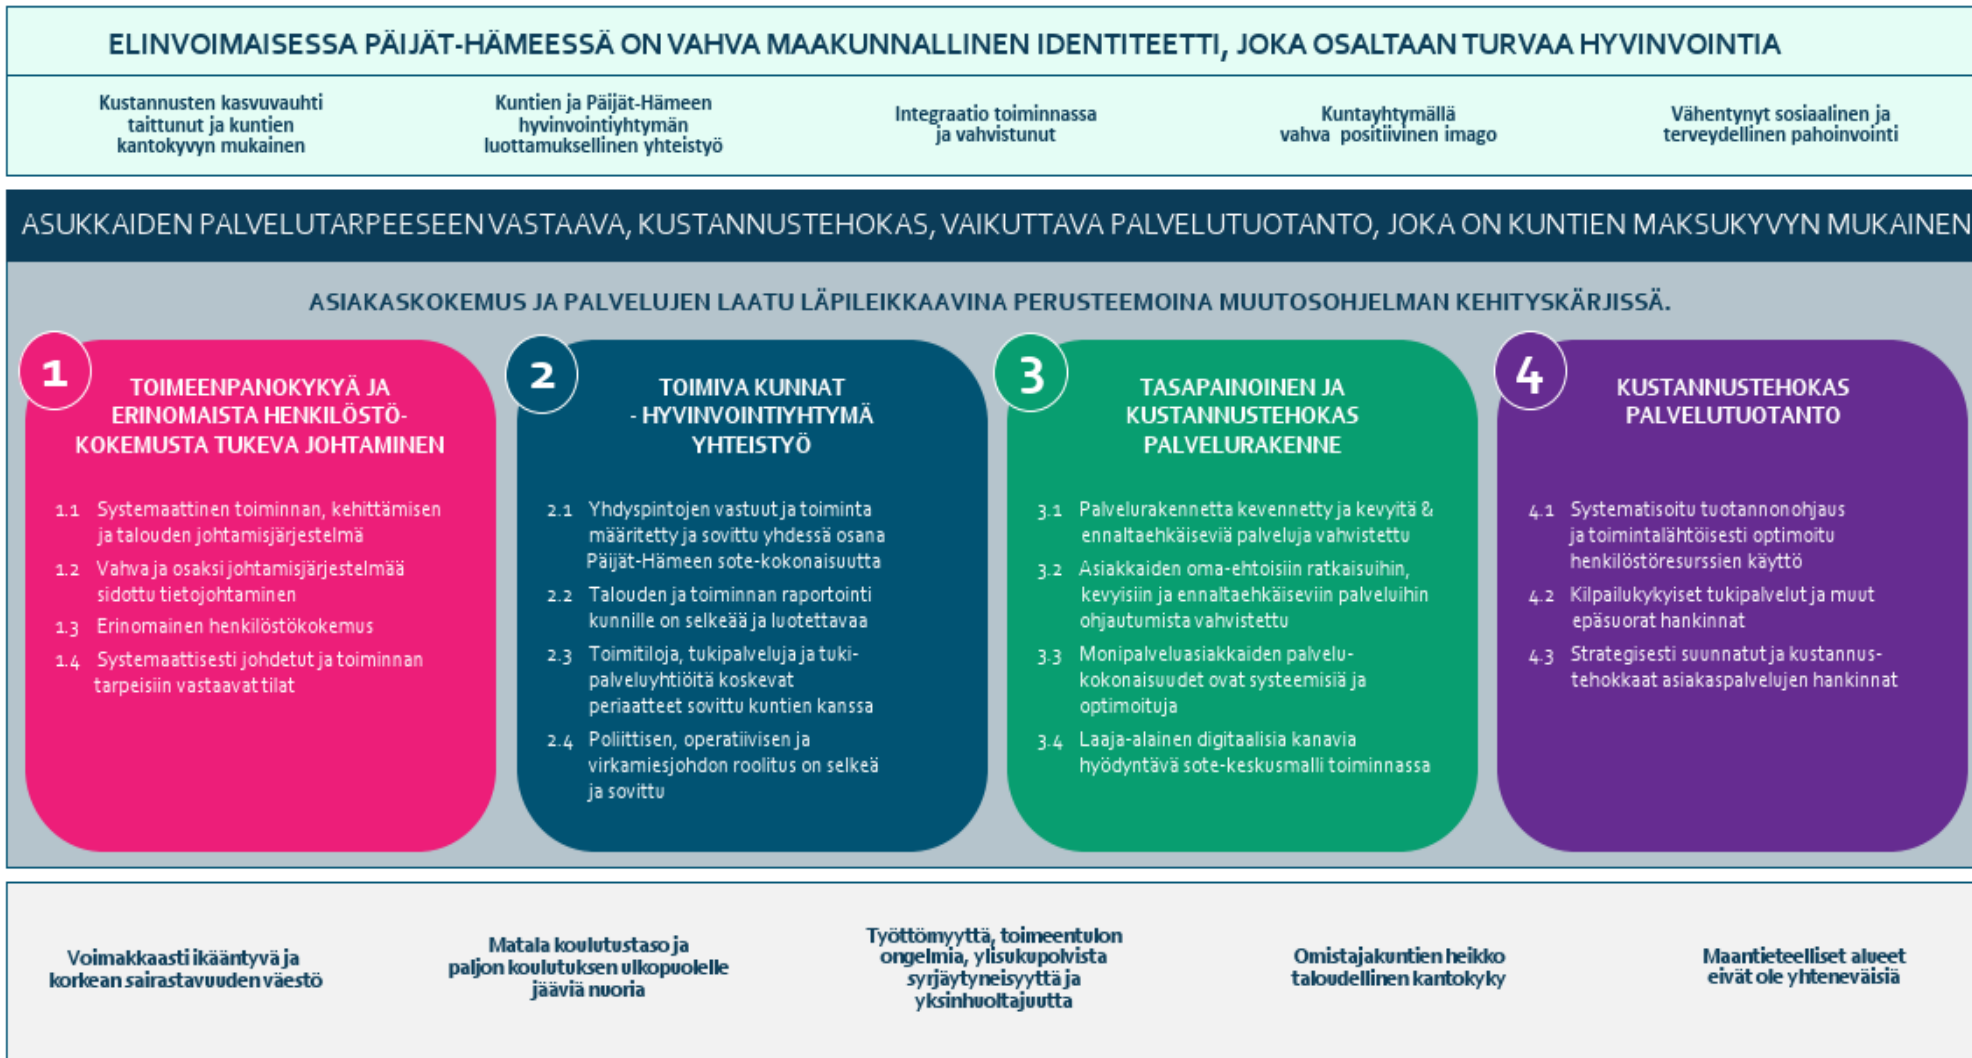 ELINVOIMAISESSA PÄIJÄT-HÄMEESSÄ ON VAHVA MAAKUNNALLINEN IDENTITEETTI, JOKA OSALTAAN TURVAA HYVINVOINTIA
Kustannusten kasvuvauhti
taittunut ja kuntien
kantokyvyn mukainen
Kuntien ja Päijät-Hämeen
hyvinvointiyhtymän
luottamuksellinen yhteistyö
Integraatio toiminnassa
ja vahvistunut
Kuntayhtymällä
vahva positiivinen imago
Vähentynyt sosiaalinen ja
terveydellinen pahoinvointi
ASUKKAIDEN PALVELUTARPEESEEN VASTAAVA, KUSTANNUSTEHOKAS, VAIKUTTAVA PALVELUTUOTANTO, JOKA ON KUNTIEN MAKSUKYVYN MUKAINEN
ASIAKASKOKEMUS JA PALVELUJEN LAATU LÄPILEIKKAAVINA PERUSTEEMOINA MUUTOSOHJELMAN KEHITYSKÄRJISSÄ.
1
TOIMEENPANOKYKYÄ JA
ERINOMAISTA HENKILÖSTÖ-
KOKEMUSTA TUKEVA JOHTAMINEN
1.1 Systemaattinen toiminnan, kehittämisen
ja talouden johtamisjärjestelmä
1.2 Vahva ja osaksi johtamisjärjestelmää
sidottu tietojohtaminen
1.3 Erinomainen henkilöstökokemus
1.4 Systemaattisesti johdetut ja toiminnan
tarpeisiin vastaavat tilat
2
TOIMIVA KUNNAT
- HYVINVOINTIYHTYMÄ
YHTEISTYÖ
2.1 Yhdyspintojen vastuut ja toiminta
määritetty ja sovittu yhdessä osana
Päijät-Hämeen sote-kokonaisuutta
2.2 Talouden ja toiminnan raportointi
kunnille on selkeää ja luotettavaa
2.3 Toimitiloja, tukipalveluja ja tuki-
palveluyhtiöitä koskevat
periaatteet sovittu kuntien kanssa
2.4 Poliittisen, operatiivisen ja
virkamiesjohdon roolitus on selkeä
ja sovittu
3
TASAPAINOINEN JA
KUSTANNUSTEHOKAS
PALVELURAKENNE
3.1 Palvelurakennetta kevennetty ja kevyitä &
ennaltaehkäiseviä palveluja vahvistettu
3.2 Asiakkaiden oma-ehtoisiin ratkaisuihin,
kevyisiin ja ennaltaehkäiseviin palveluihin
ohjautumista vahvistettu
3.3 Monipalveluasiakkaiden palvelu-
kokonaisuudet ovat systeemisiä ja
optimoituja
3.4 Laaja-alainen digitaalisia kanavia
hyödyntävä sote-keskusmalli toiminnassa
4
KUSTANNUSTEHOKAS
PALVELUTUOTANTO
4.1 Systematisoitu tuotannonohjaus
ja toimintalähtöisesti optimoitu
henkilöstöresurssien käyttö
4.2 Kilpailukykyiset tukipalvelut ja muut
epäsuorat hankinnat
4.3 Strategisesti suunnatut ja kustannus-
tehokkaat asiakaspalvelujen hankinnat
Voimakkaasti ikääntyvä ja
korkean sairastavuuden väestö
Matala koulutustaso ja
paljon koulutuksen ulkopuolelle
jääviä nuoria
Työttömyyttä, toimeentulon
ongelmia, ylisukupolvista
syrjäytyneisyyttä ja
yksinhuoltajuutta
Omistajakuntien heikko
taloudellinen kantokyky
Maantieteelliset alueet
eivät ole yhteneväisiä